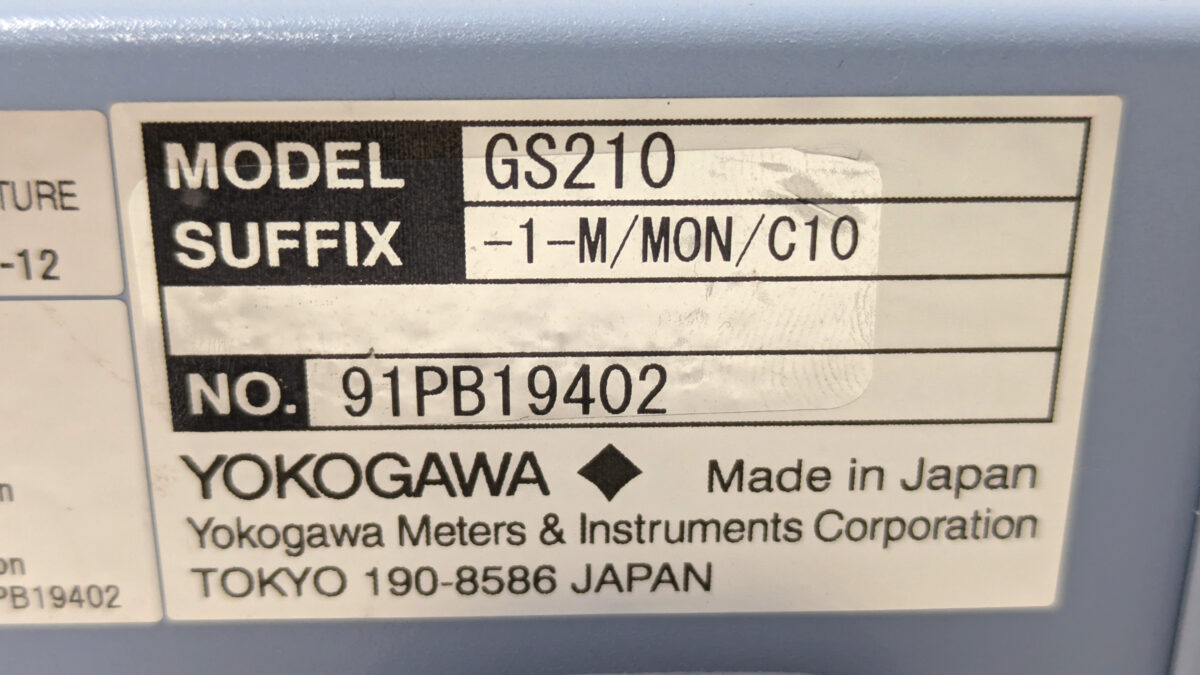 TURE
-12
n
on
PB19402
MODEL GS210
SUFFIX -1-M/MON/C10
NO. 91PB19402
YOKOGAWA ◆ Made in Japan
Yokogawa Meters & Instruments Corporation
TOKYO 190-8586 JAPAN